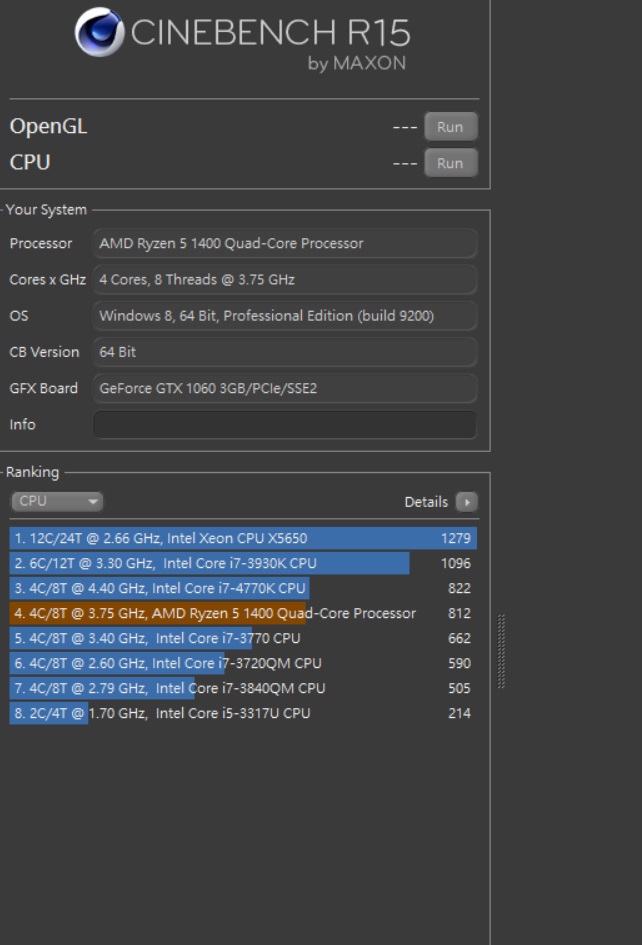 CINEBENCH R15
by MAXON
OpenGL --- Run
CPU --- Run
Your System
Processor AMD Ryzen 5 1400 Quad-Core Processor
Cores x GHz 4 Cores, 8 Threads @ 3.75 GHz
OS Windows 8, 64 Bit, Professional Edition (build 9200)
CB Version 64 Bit
GFX Board GeForce GTX 1060 3GB/PCIe/SSE2
Info
Ranking
CPU Details
1. 12C/24T @ 2.66 GHz, Intel Xeon CPU X5650 1279
2. 6C/12T @ 3.30 GHz, Intel Core i7-3930K CPU 1096
3. 4C/8T @ 4.40 GHz, Intel Core i7-4770K CPU 822
4. 4C/8T @ 3.75 GHz, AMD Ryzen 5 1400 Quad-Core Processor 812
5. 4C/8T @ 3.40 GHz, Intel Core i7-3770 CPU 662
6. 4C/8T @ 2.60 GHz, Intel Core i7-3720QM CPU 590
7. 4C/8T @ 2.79 GHz, Intel Core i7-3840QM CPU 505
8. 2C/4T @ 1.70 GHz, Intel Core i5-3317U CPU 214